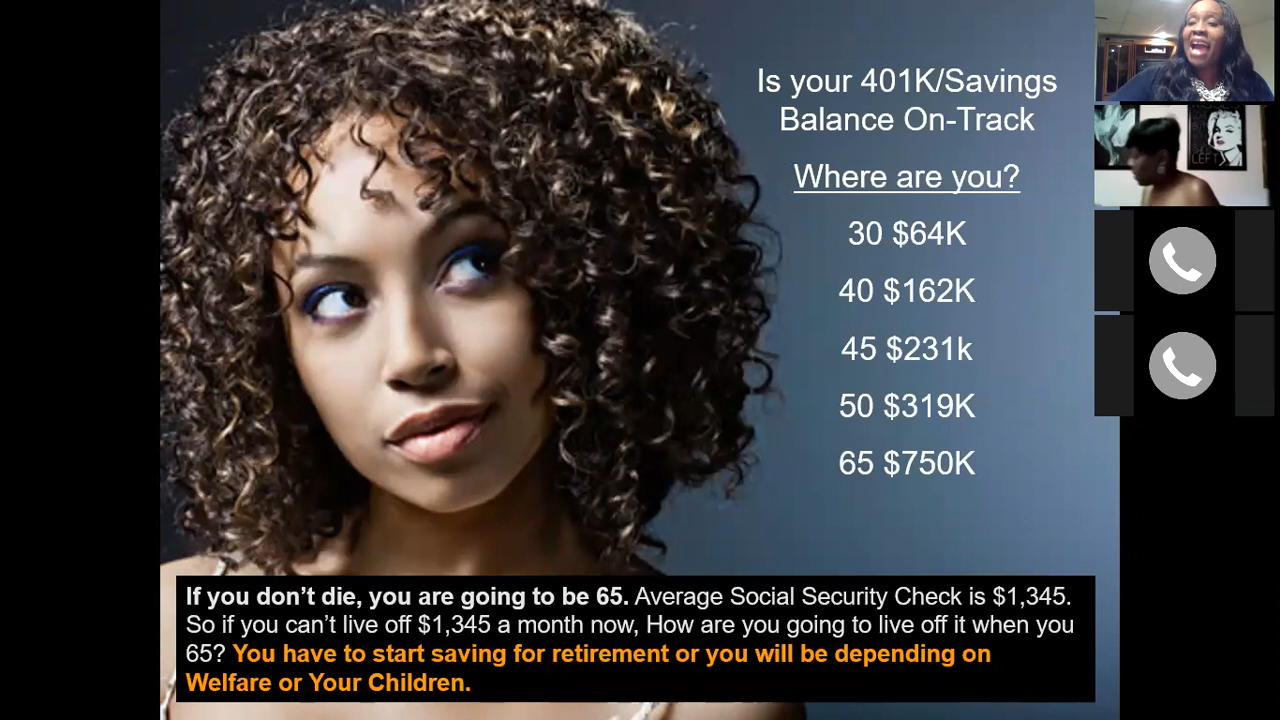 Is your 401K/Savings
Balance On-Track
Where are you?
30 $64K
40 $162K
45 $231k
50 $319K
65 $750K
If you don't die, you are going to be 65. Average Social Security Check is $1,345.
So if you can't live off $1,345 a month now, How are you going to live off it when you
65? You have to start saving for retirement or you will be depending on
Welfare or Your Children.
LEFT